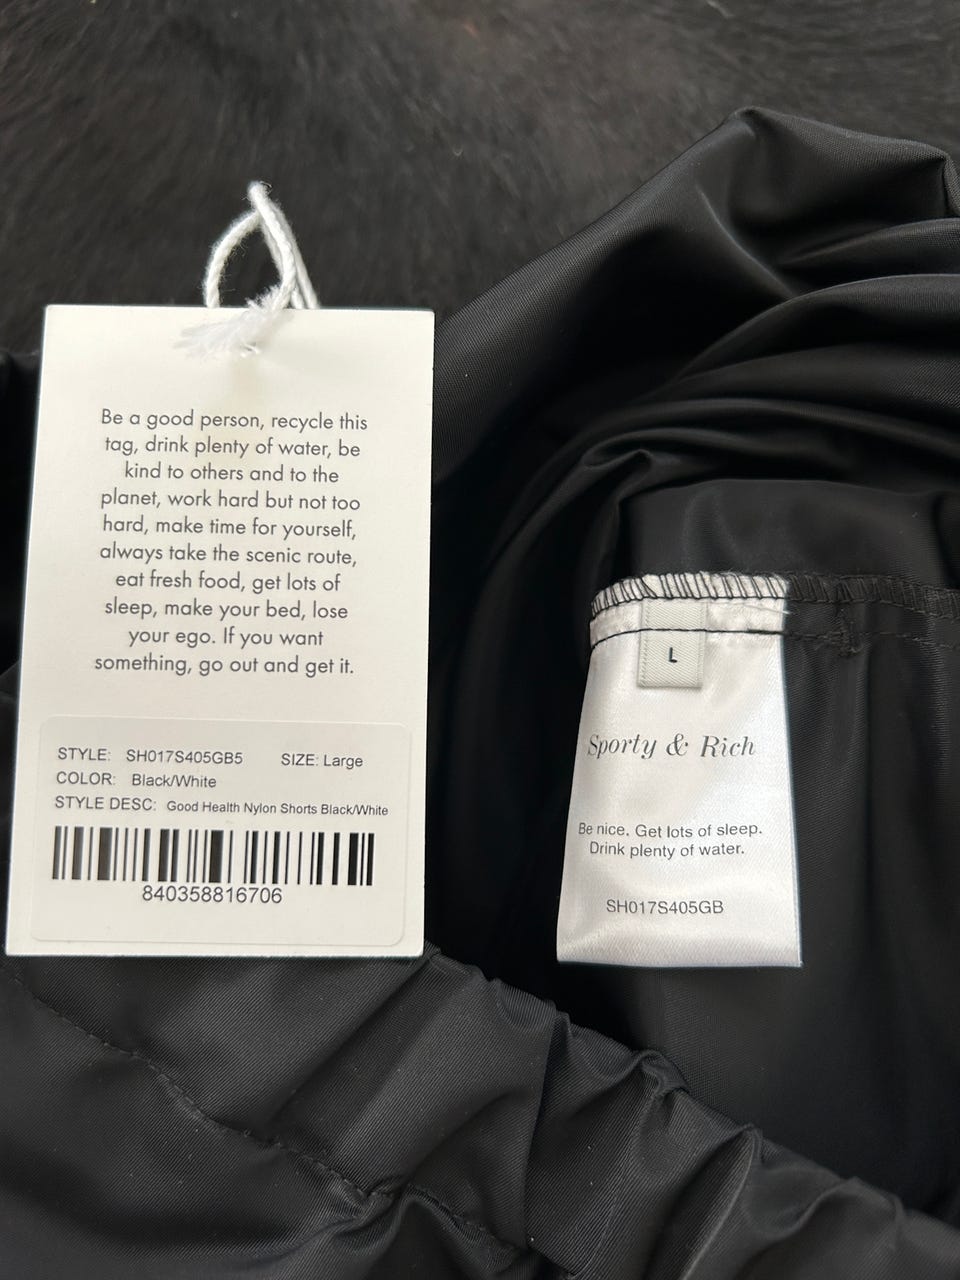 Be a good person, recycle this
tag, drink plenty of water, be
kind to others and to the
planet, work hard but not too
hard, make time for yourself,
always take the scenic route,
eat fresh food, get lots of
sleep, make your bed, lose
your ego. If you want
something, go out and get it.
STYLE: SH017S405GB5 SIZE: Large
COLOR: Black/White
STYLE DESC: Good Health Nylon Shorts Black/White
840358816706
L
Sporty & Rich
Be nice. Get lots of sleep.
Drink plenty of water.
SH017S405GB